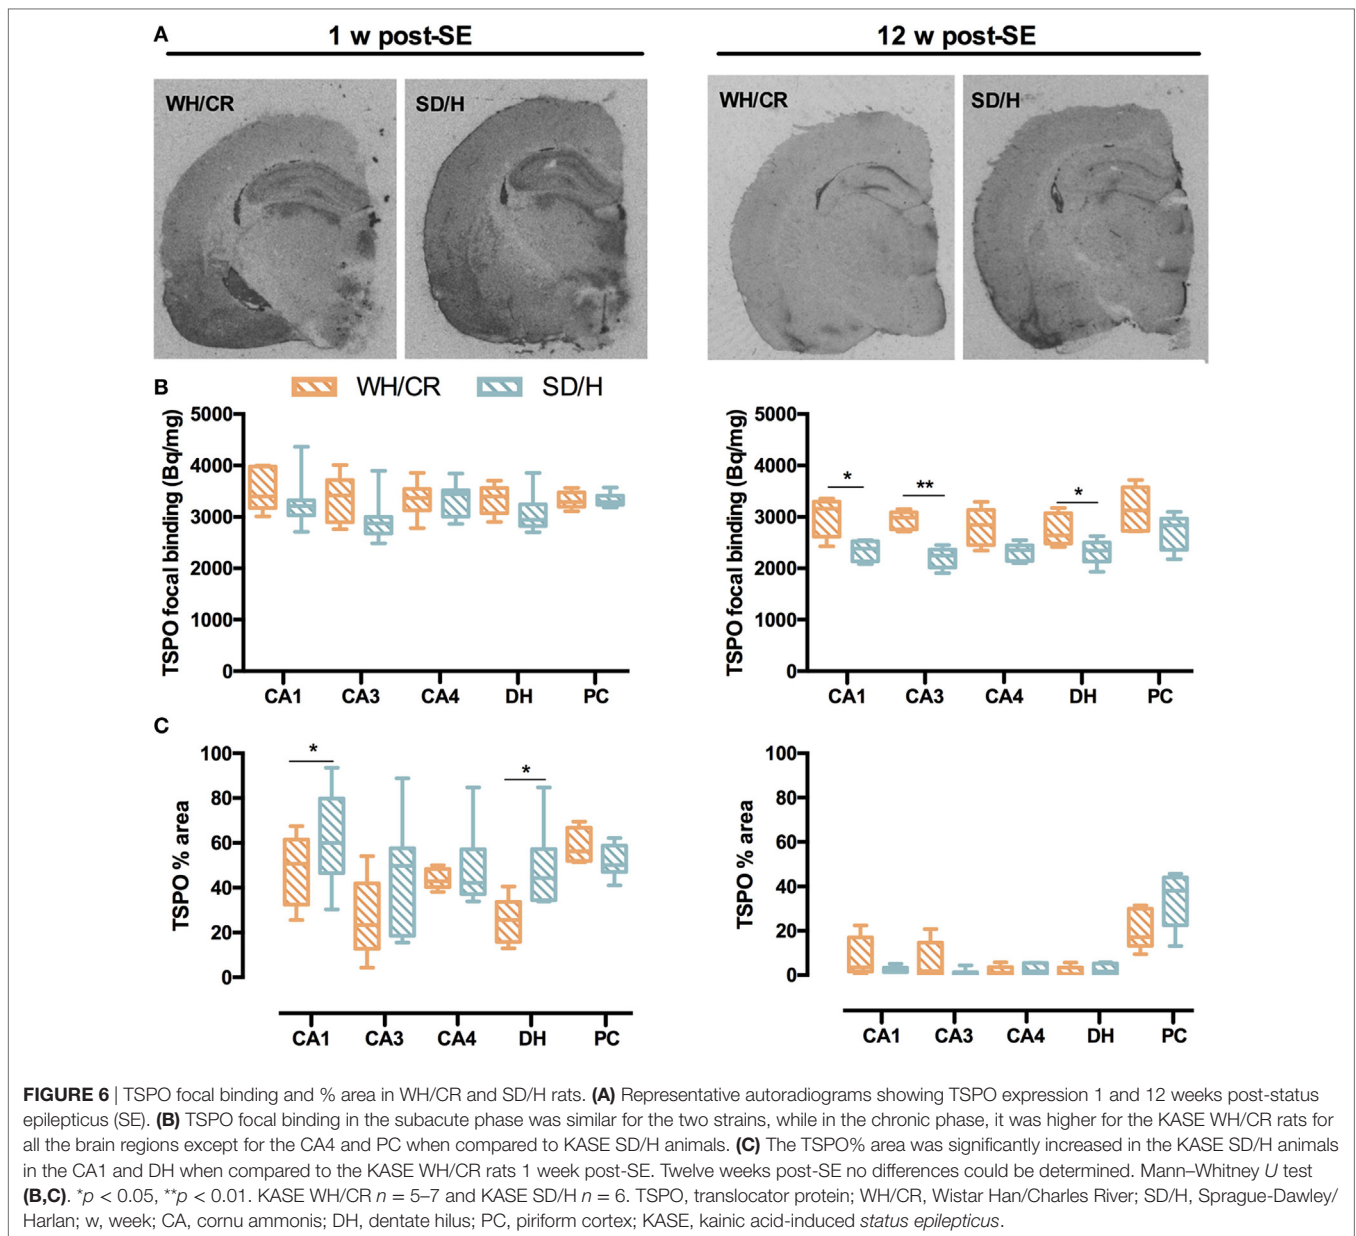 A
1 w post-SE
12 w post-SE
WH/CR
SD/H
WH/CR
SD/H
B
WH/CR
SD/H
TSPO focal binding (Bq/mg)
5000
4000
3000
2000
1000
0
CA1 CA3 CA4 DH PC
TSPO focal binding (Bq/mg)
5000
4000
3000
2000
1000
0
*
**
*
CA1 CA3 CA4 DH PC
C
TSPO % area
100
80
60
40
20
0
*
*
CA1 CA3 CA4 DH PC
TSPO % area
100
80
60
40
20
0
CA1 CA3 CA4 DH PC
FIGURE 6 | TSPO focal binding and % area in WH/CR and SD/H rats. (A) Representative autoradiograms showing TSPO expression 1 and 12 weeks post-status
epilepticus (SE). (B) TSPO focal binding in the subacute phase was similar for the two strains, while in the chronic phase, it was higher for the KASE WH/CR rats for
all the brain regions except for the CA4 and PC when compared to KASE SD/H animals. (C) The TSPO% area was significantly increased in the KASE SD/H animals
in the CA1 and DH when compared to the KASE WH/CR rats 1 week post-SE. Twelve weeks post-SE no differences could be determined. Mann–Whitney U test
(B,C). *p < 0.05, **p < 0.01. KASE WH/CR n = 5–7 and KASE SD/H n = 6. TSPO, translocator protein; WH/CR, Wistar Han/Charles River; SD/H, Sprague-Dawley/
Harlan; w, week; CA, cornu ammonis; DH, dentate hilus; PC, piriform cortex; KASE, kainic acid-induced status epilepticus.